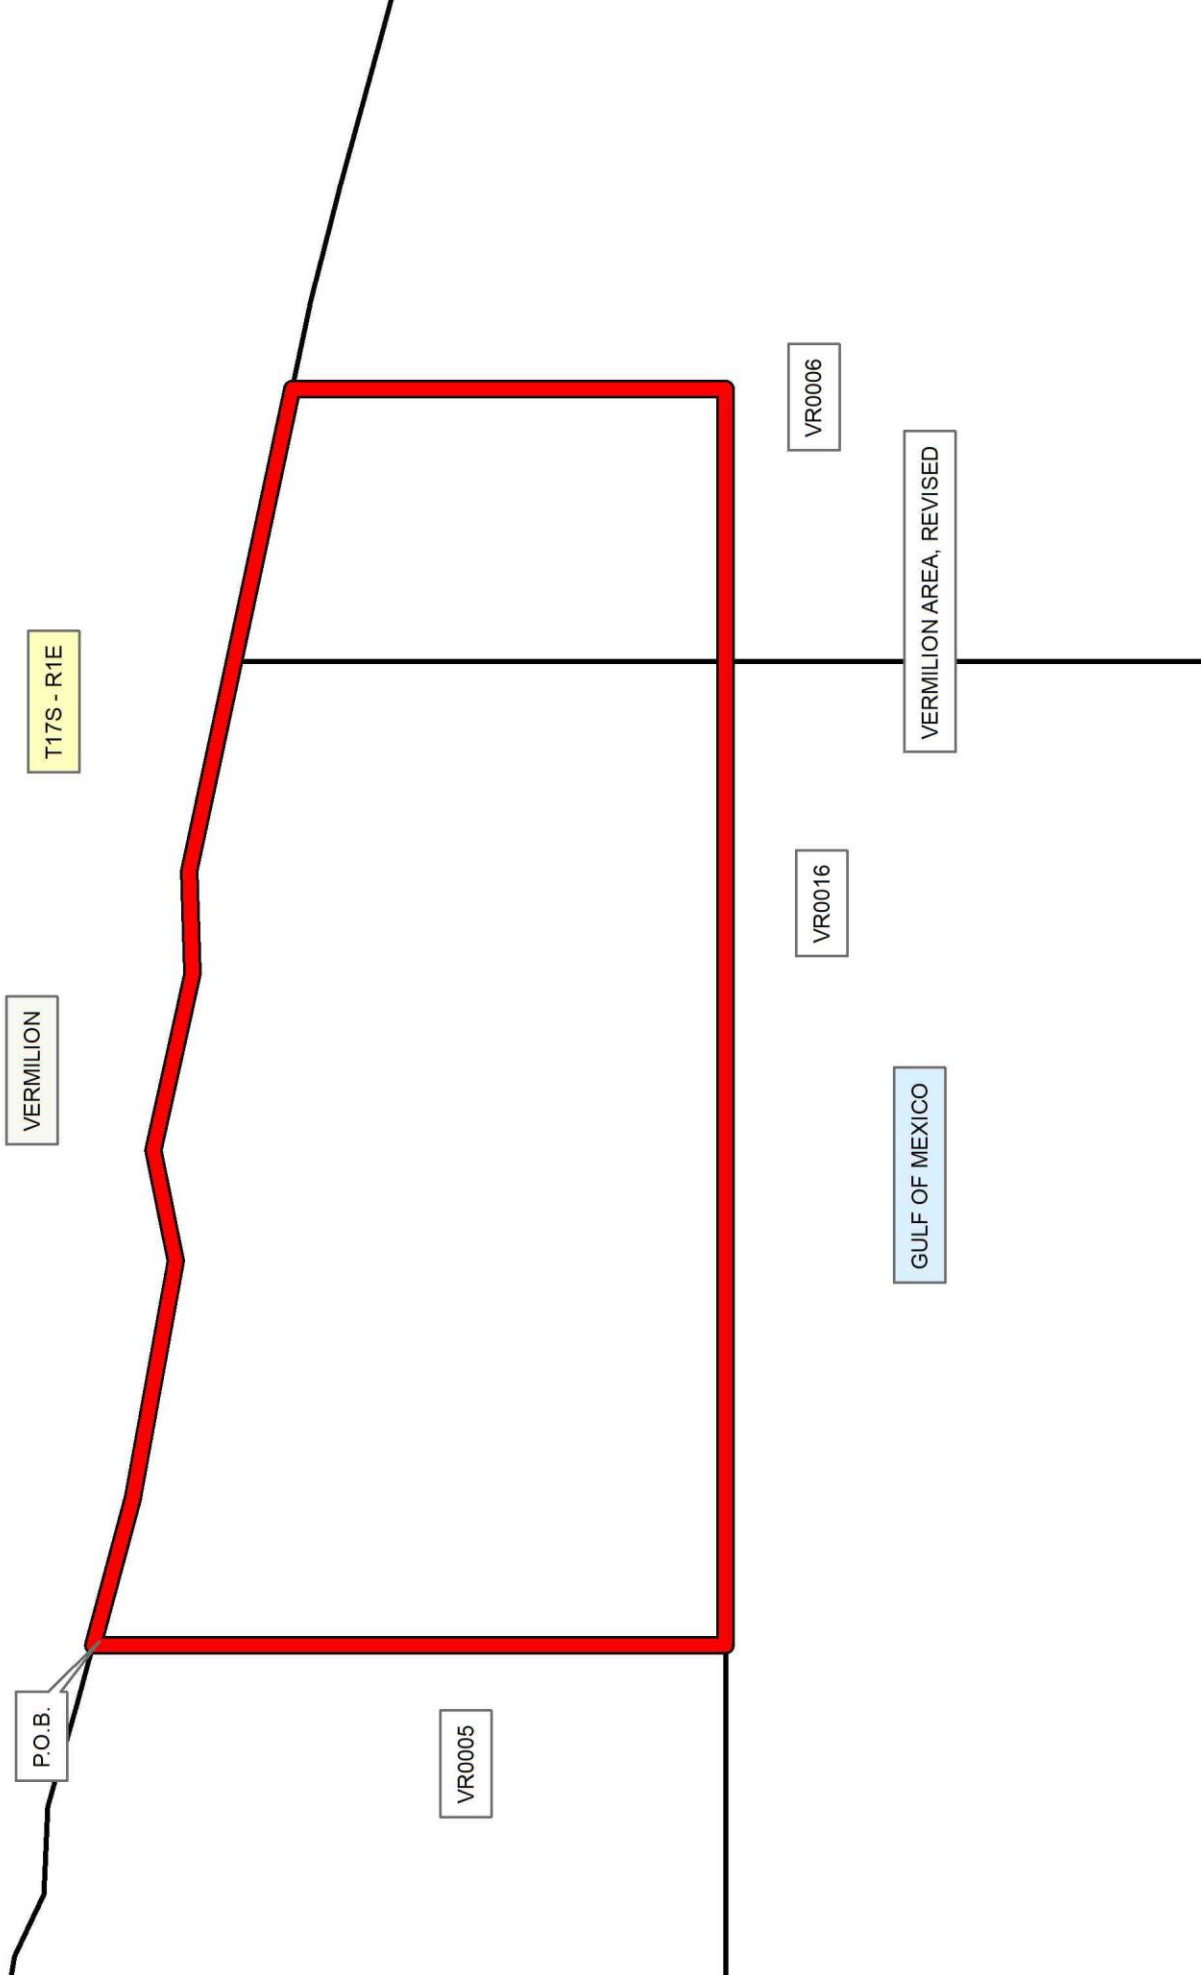 P.O.B.
VERMILION
T17S - R1E
VR0005
VR0016
VR0006
GULF OF MEXICO
VERMILION AREA, REVISED